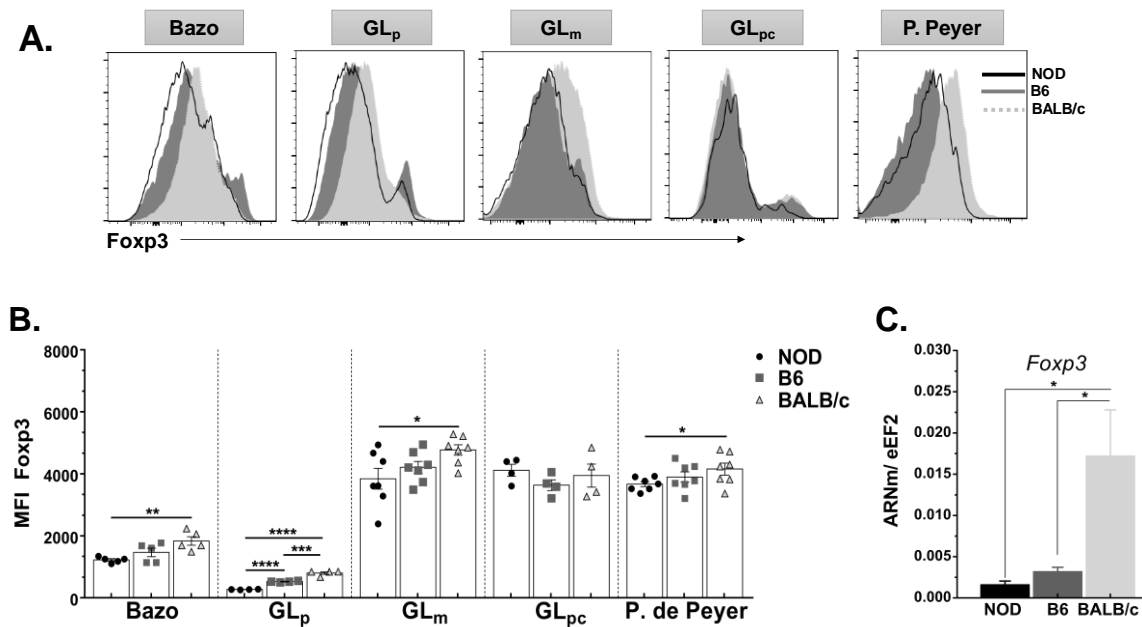 A.
Bazo
GLp
GLm
GLpc
P. Peyer
NOD
B6
BALB/c
Foxp3
B.
MFI Foxp3
8000
6000
4000
2000
0
**
****
****
***
*
*
NOD
B6
BALB/c
Bazo
GLp
GLm
GLpc
P. de Peyer
C.
Foxp3
ARNm/ eEF2
0.030
0.025
0.020
0.015
0.010
0.005
0.000
*
*
NOD
B6
BALB/c